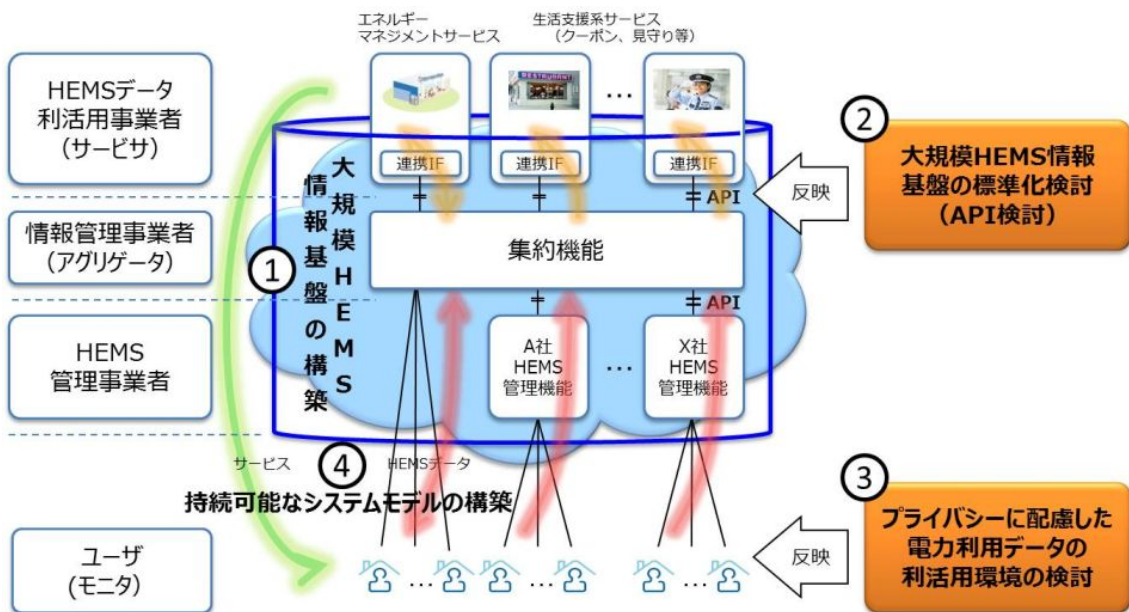 エネルギー
マネジメントサービス
生活支援系サービス
（クーポン、見守り等）
HEMSデータ
利活用事業者
（サービサ）
RESTAURANT
…
連携IF
連携IF
連携IF
API
反映
②
大規模HEMS情報
基盤の標準化検討
（API検討）
情報管理事業者
（アグリゲータ）
①
大規模HEMS
情報基盤の構築
集約機能
API
HEMS
管理事業者
A社
HEMS
管理機能
…
X社
HEMS
管理機能
サービス
④
HEMSデータ
持続可能なシステムモデルの構築
ユーザ
(モニタ)
…
…
…
反映
③
プライバシーに配慮した
電力利用データの
利活用環境の検討